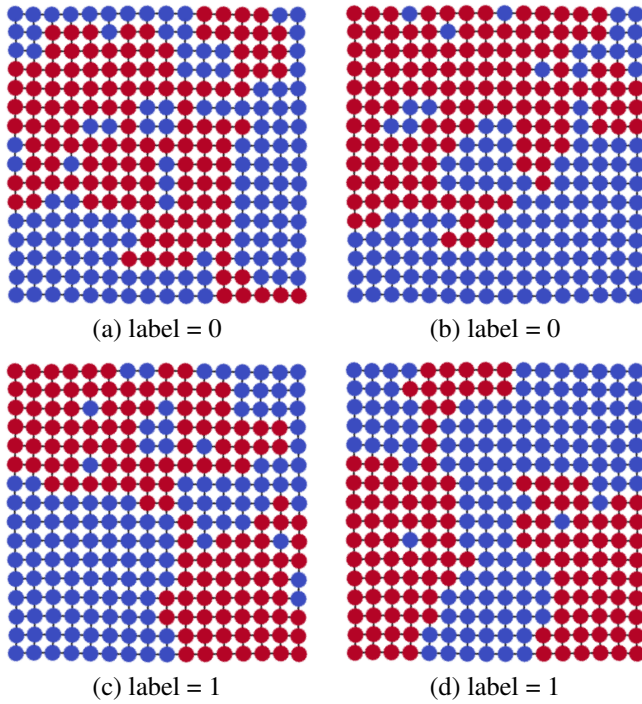 (a) label = 0
(b) label = 0
(c) label = 1
(d) label = 1